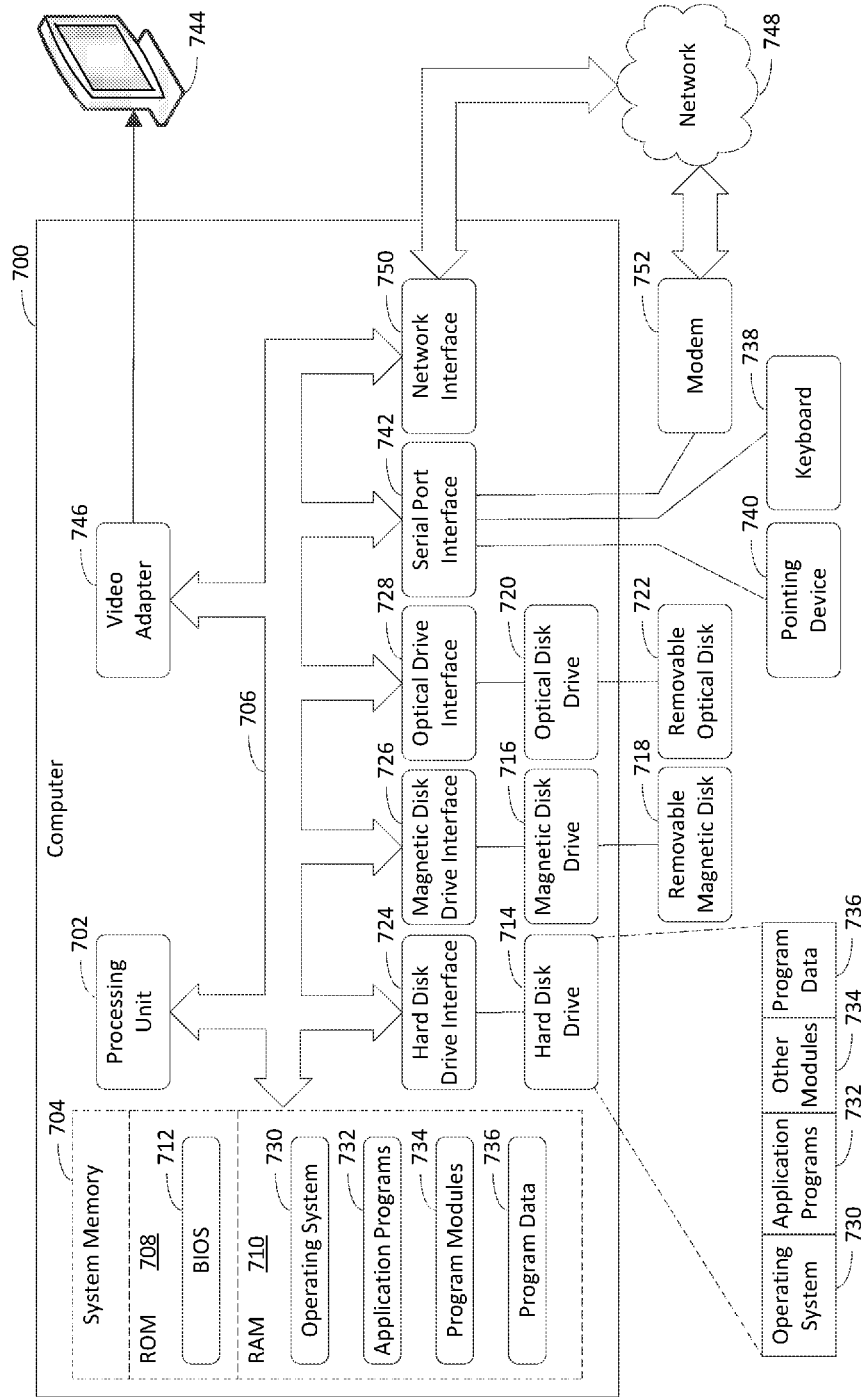 700
Computer
704
System Memory
ROM
708
712
BIOS
RAM
710
730
Operating System
732
Application Programs
734
Program Modules
736
Program Data
702
Processing
Unit
706
746
Video
Adapter
744
724
Hard Disk
Drive Interface
726
Magnetic Disk
Drive Interface
728
Optical Drive
Interface
742
Serial Port
Interface
750
Network
Interface
714
Hard Disk
Drive
716
Magnetic Disk
Drive
720
Optical Disk
Drive
718
Removable
Magnetic Disk
722
Removable
Optical Disk
740
Pointing
Device
738
Keyboard
752
Modem
Network
748
Operating
System
Application
Programs
Other
Modules
Program
Data
730
732
734
736